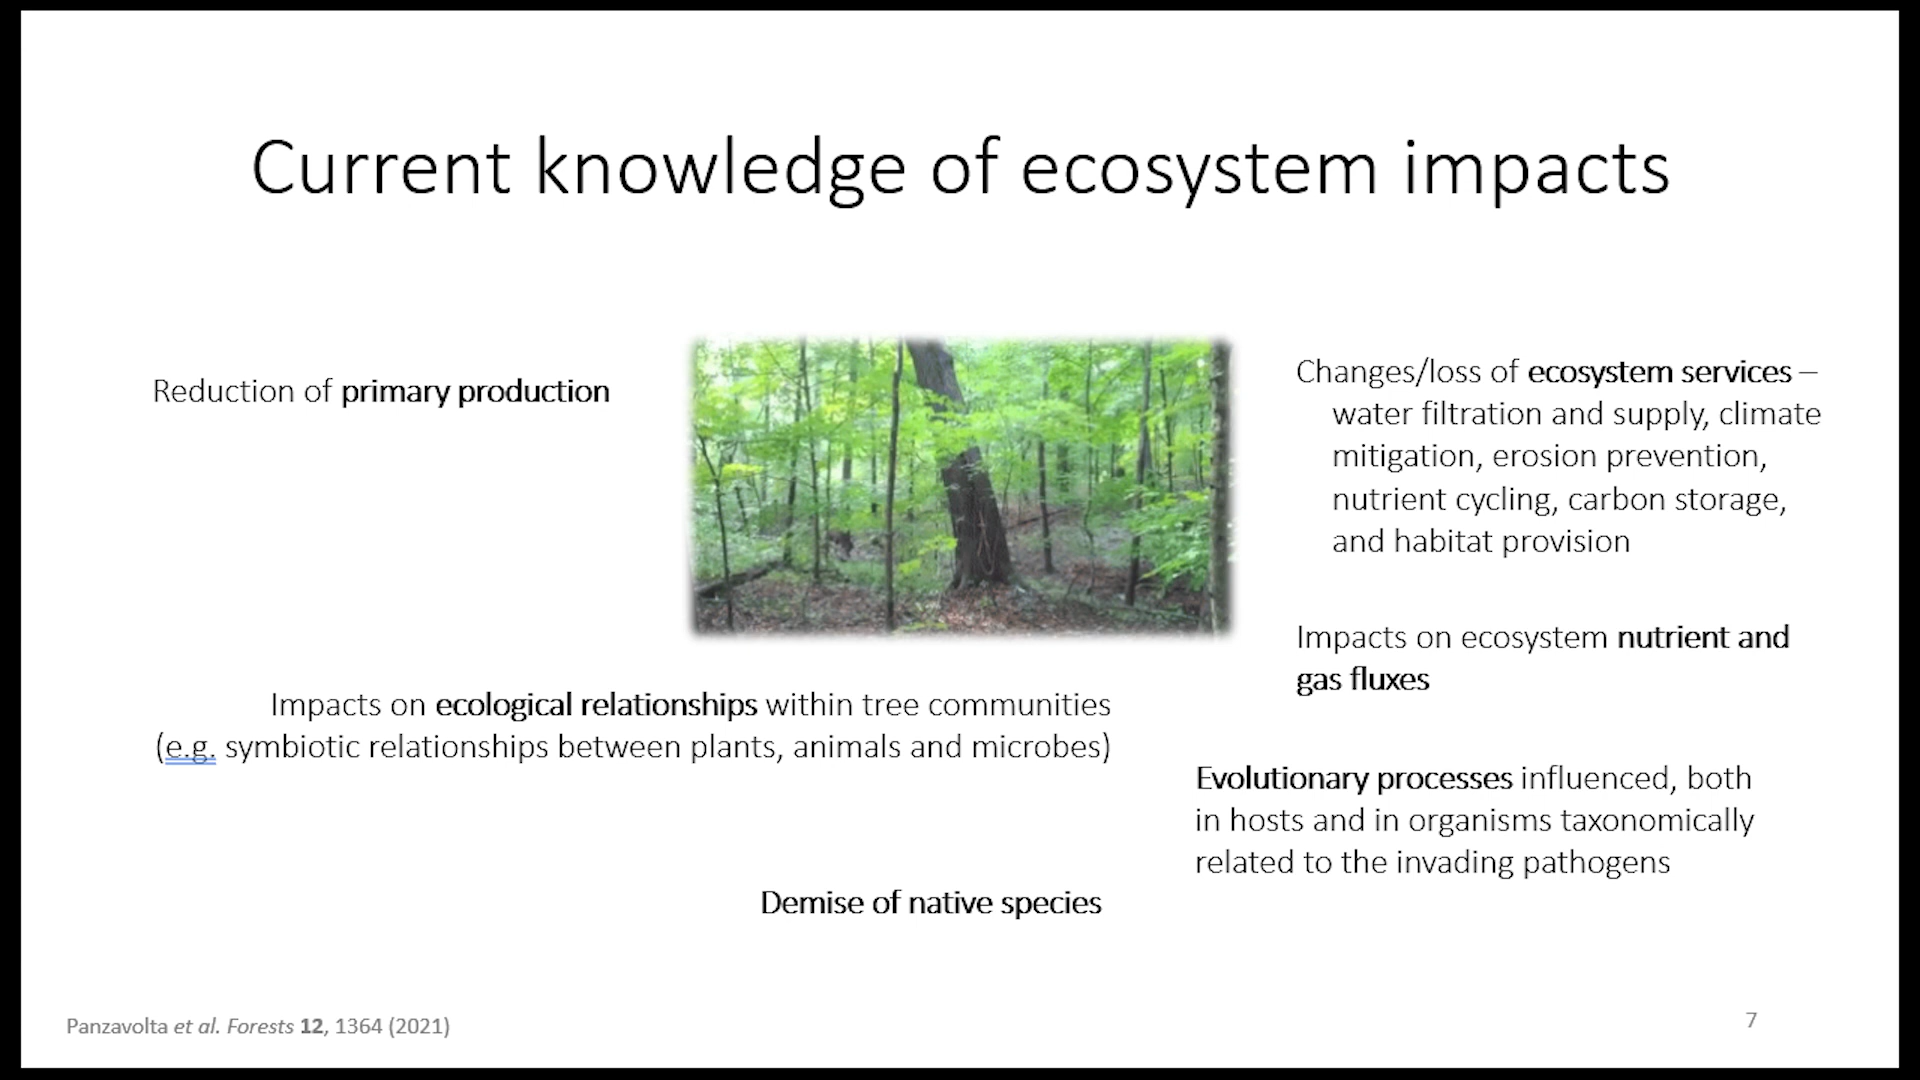 Current knowledge of ecosystem impacts
Reduction of primary production
Changes/loss of ecosystem services –
water filtration and supply, climate
mitigation, erosion prevention,
nutrient cycling, carbon storage,
and habitat provision
Impacts on ecosystem nutrient and
gas fluxes
Impacts on ecological relationships within tree communities
(e.g. symbiotic relationships between plants, animals and microbes)
Evolutionary processes influenced, both
in hosts and in organisms taxonomically
related to the invading pathogens
Demise of native species
Panzavolta et al. Forests 12, 1364 (2021)
7